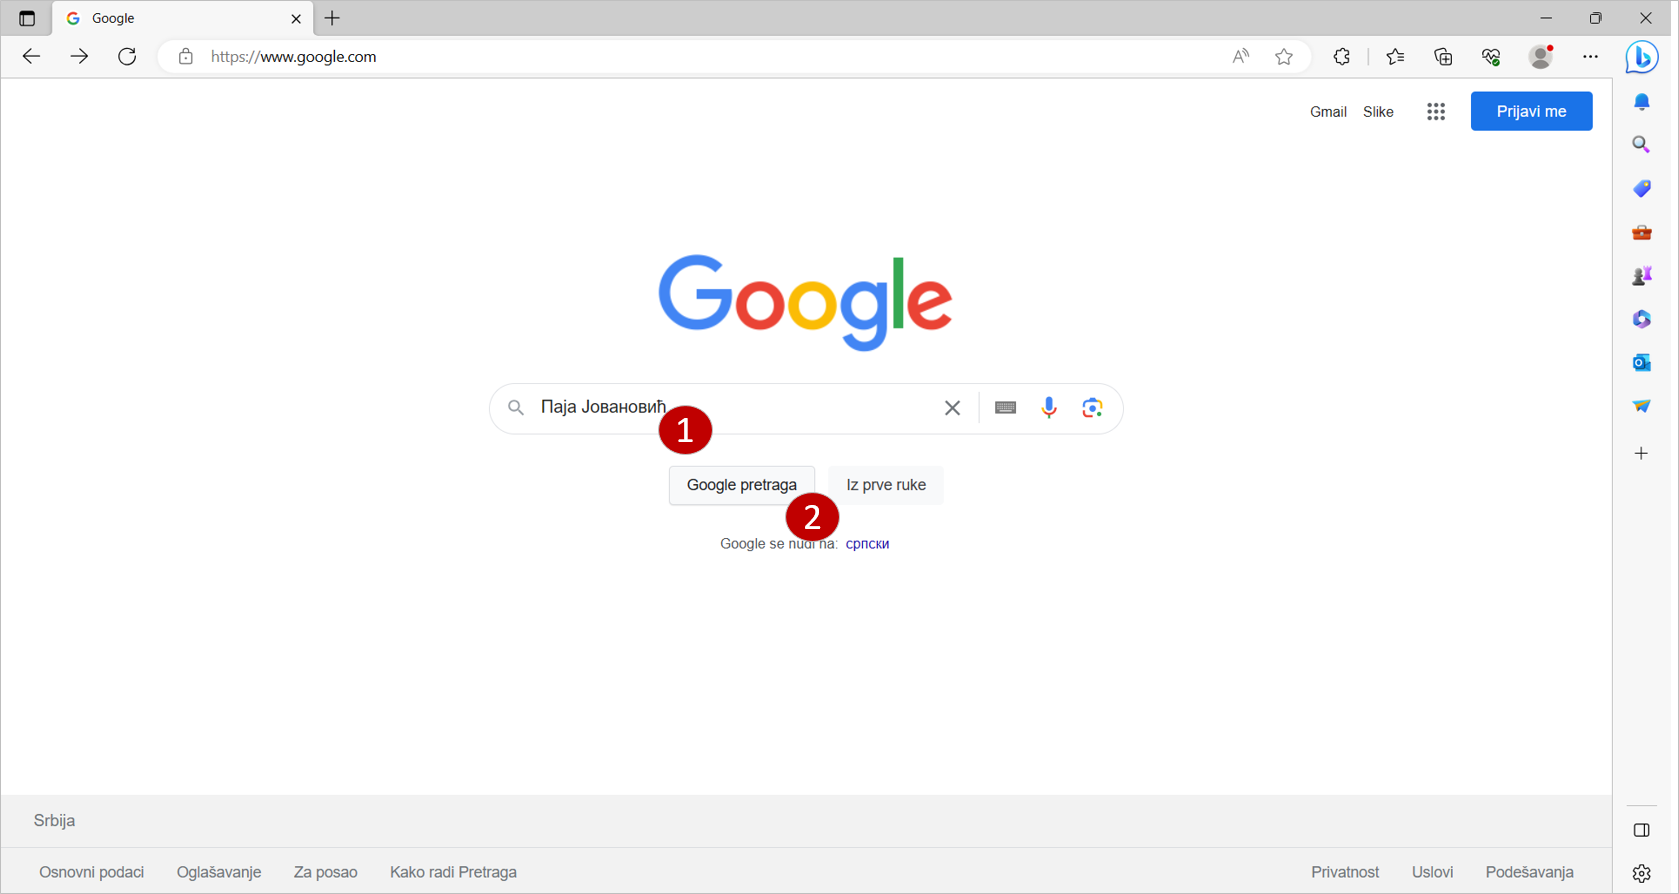 Google
https://www.google.com
Gmail Slike Prijavi me
Google
Паја Јовановић
1
Google pretraga Iz prve ruke
2
Google se nudi na: српски
Srbija
Osnovni podaci Oglašavanje Za posao Kako radi Pretraga Privatnost Uslovi Podešavanja